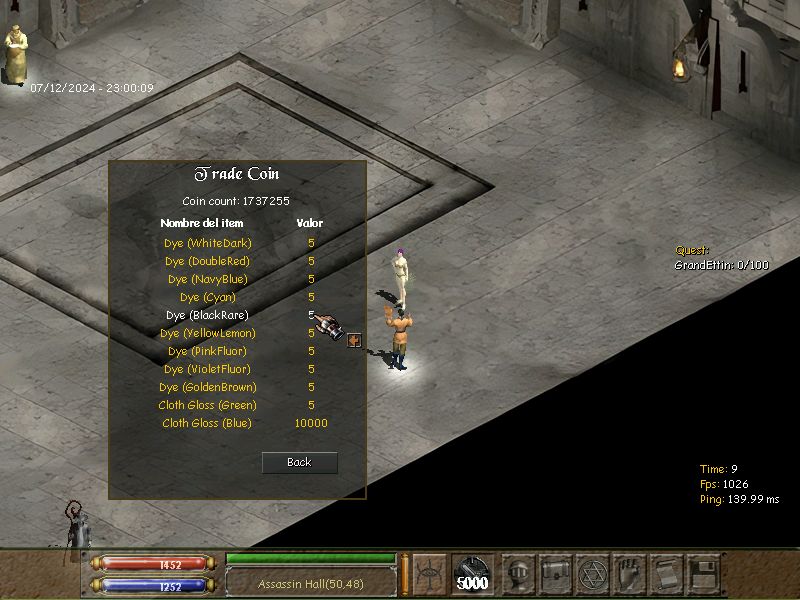 07/12/2024 - 23:00:09
Trade Coin
Coin count: 1737255
Nombre del item Valor
Dye (WhiteDark) 5
Dye (DoubleRed) 5
Dye (NavyBlue) 5
Dye (Cyan) 5
Dye (BlackRare) 5
Dye (YellowLemon) 5
Dye (PinkFluor) 5
Dye (VioletFluor) 5
Dye (GoldenBrown) 5
Cloth Gloss (Green) 5
Cloth Gloss (Blue) 10000
Back
Quest:
GrandEttin: 0/100
Time: 9
Fps: 1026
Ping: 139.99 ms
1452
1252
Assassin Hall(50,48)
5000